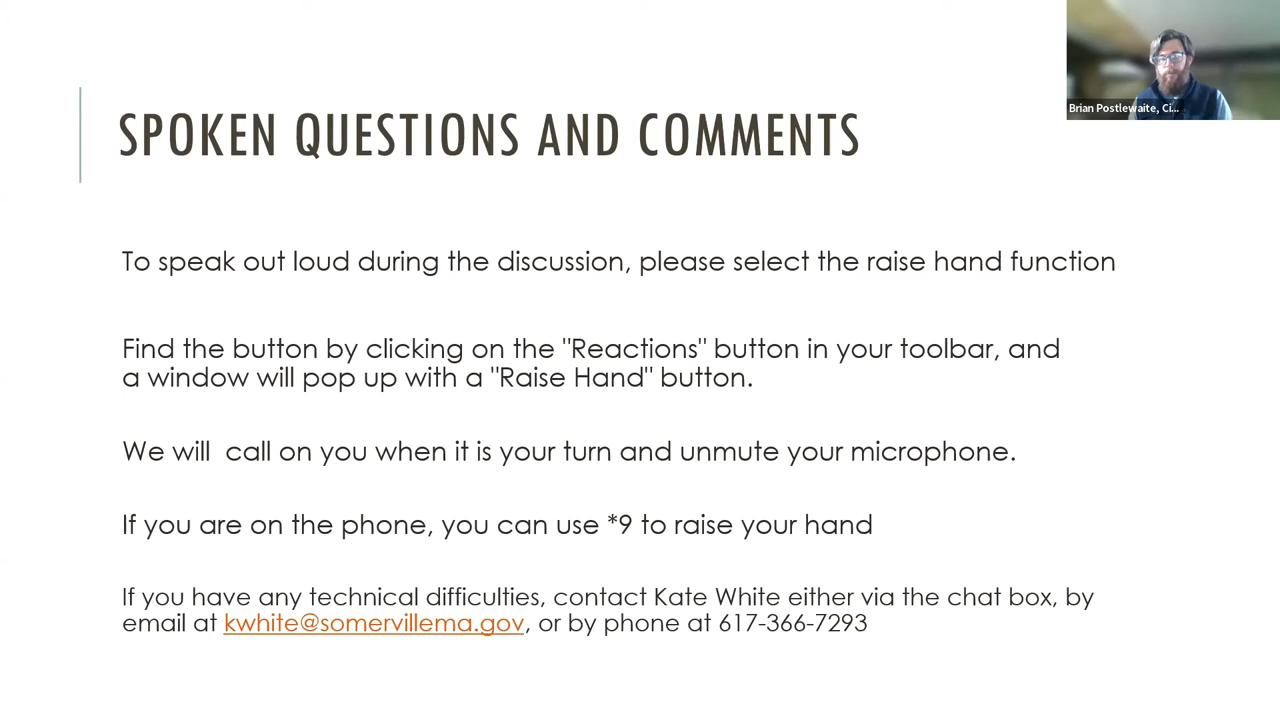 Brian Postlewaite, Ci...
SPOKEN QUESTIONS AND COMMENTS
To speak out loud during the discussion, please select the raise hand function
Find the button by clicking on the "Reactions" button in your toolbar, and
a window will pop up with a "Raise Hand" button.
We will  call on you when it is your turn and unmute your microphone.
If you are on the phone, you can use *9 to raise your hand
If you have any technical difficulties, contact Kate White either via the chat box, by
email at kwhite@somervillema.gov, or by phone at 617-366-7293